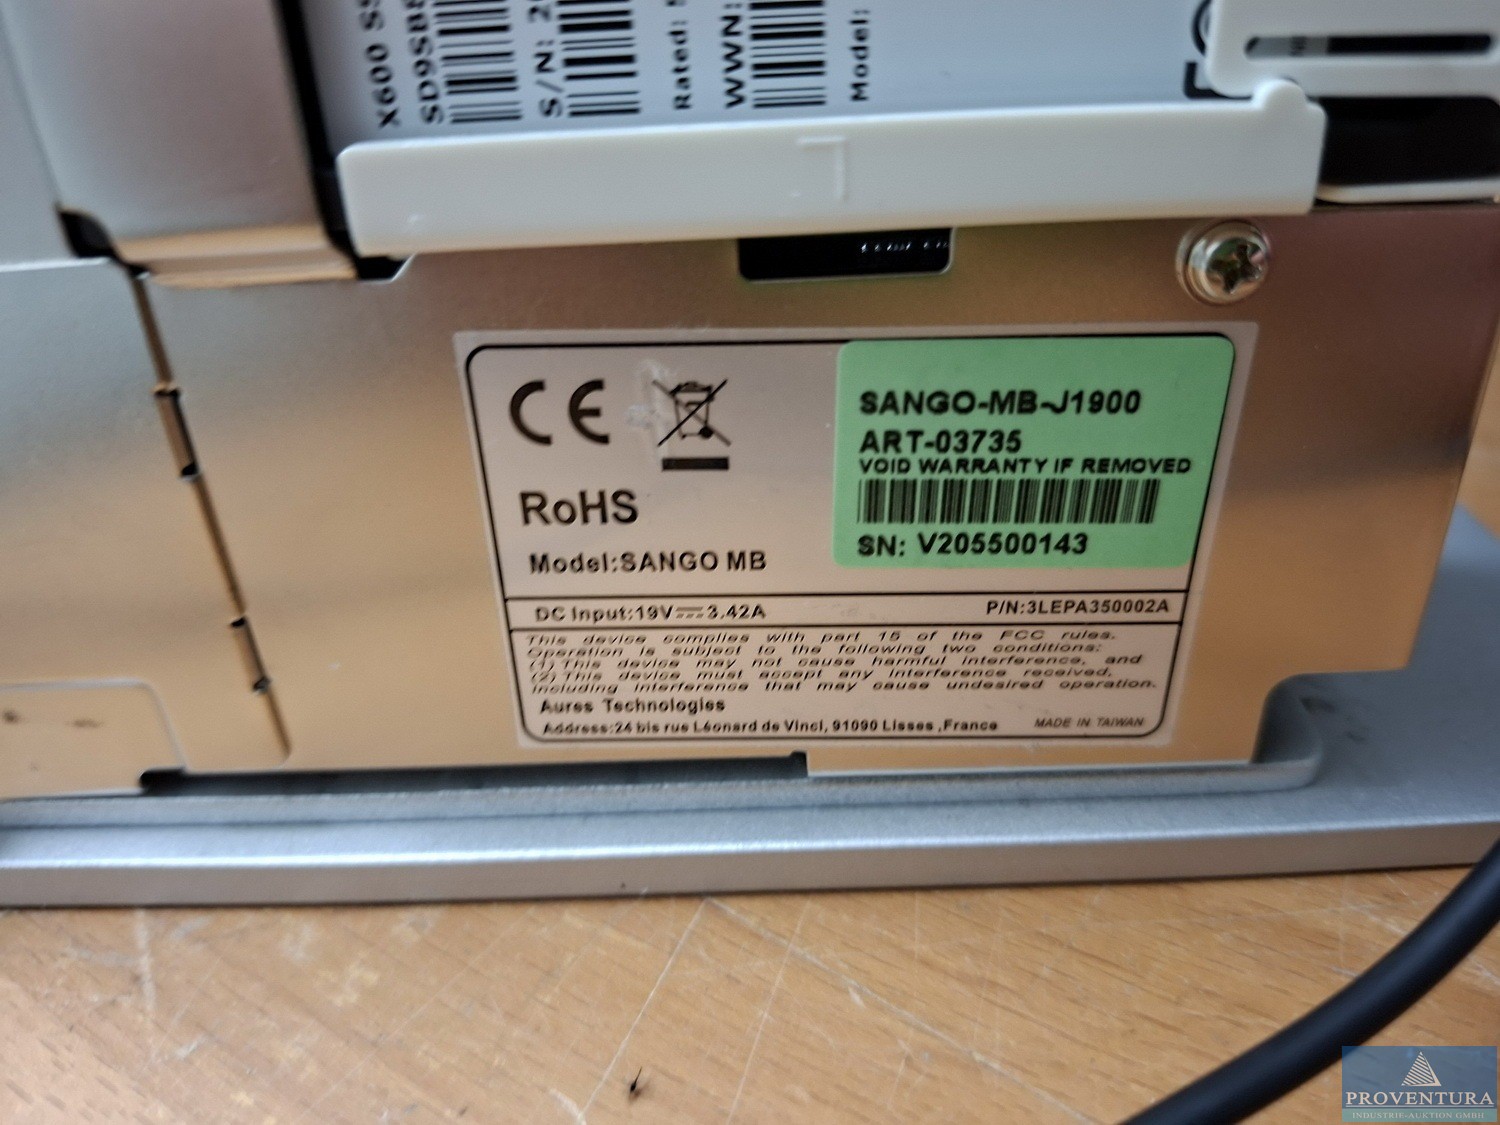 X600
SD9SB8
S/N:
Rated:
WWN:
Model:
CE
SANGO-MB-J1900
ART-03735
VOID WARRANTY IF REMOVED
SN: V205500143
RoHS
Model:SANGO MB
DC Input:19V 3.42A
P/N:3LEPA350002A
This device complies with part 15 of the FCC rules.
Operation is subject to the following two conditions:
(1) This device may not cause harmful interference, and
(2) This device must accept any interference received,
including interference that may cause undesired operation.
Aures Technologies
Address:24 bis rue Léonard de Vinci, 91090 Lisses ,France
MADE IN TAIWAN
PROVENTURA
INDUSTRIE-AUKTION GMBH